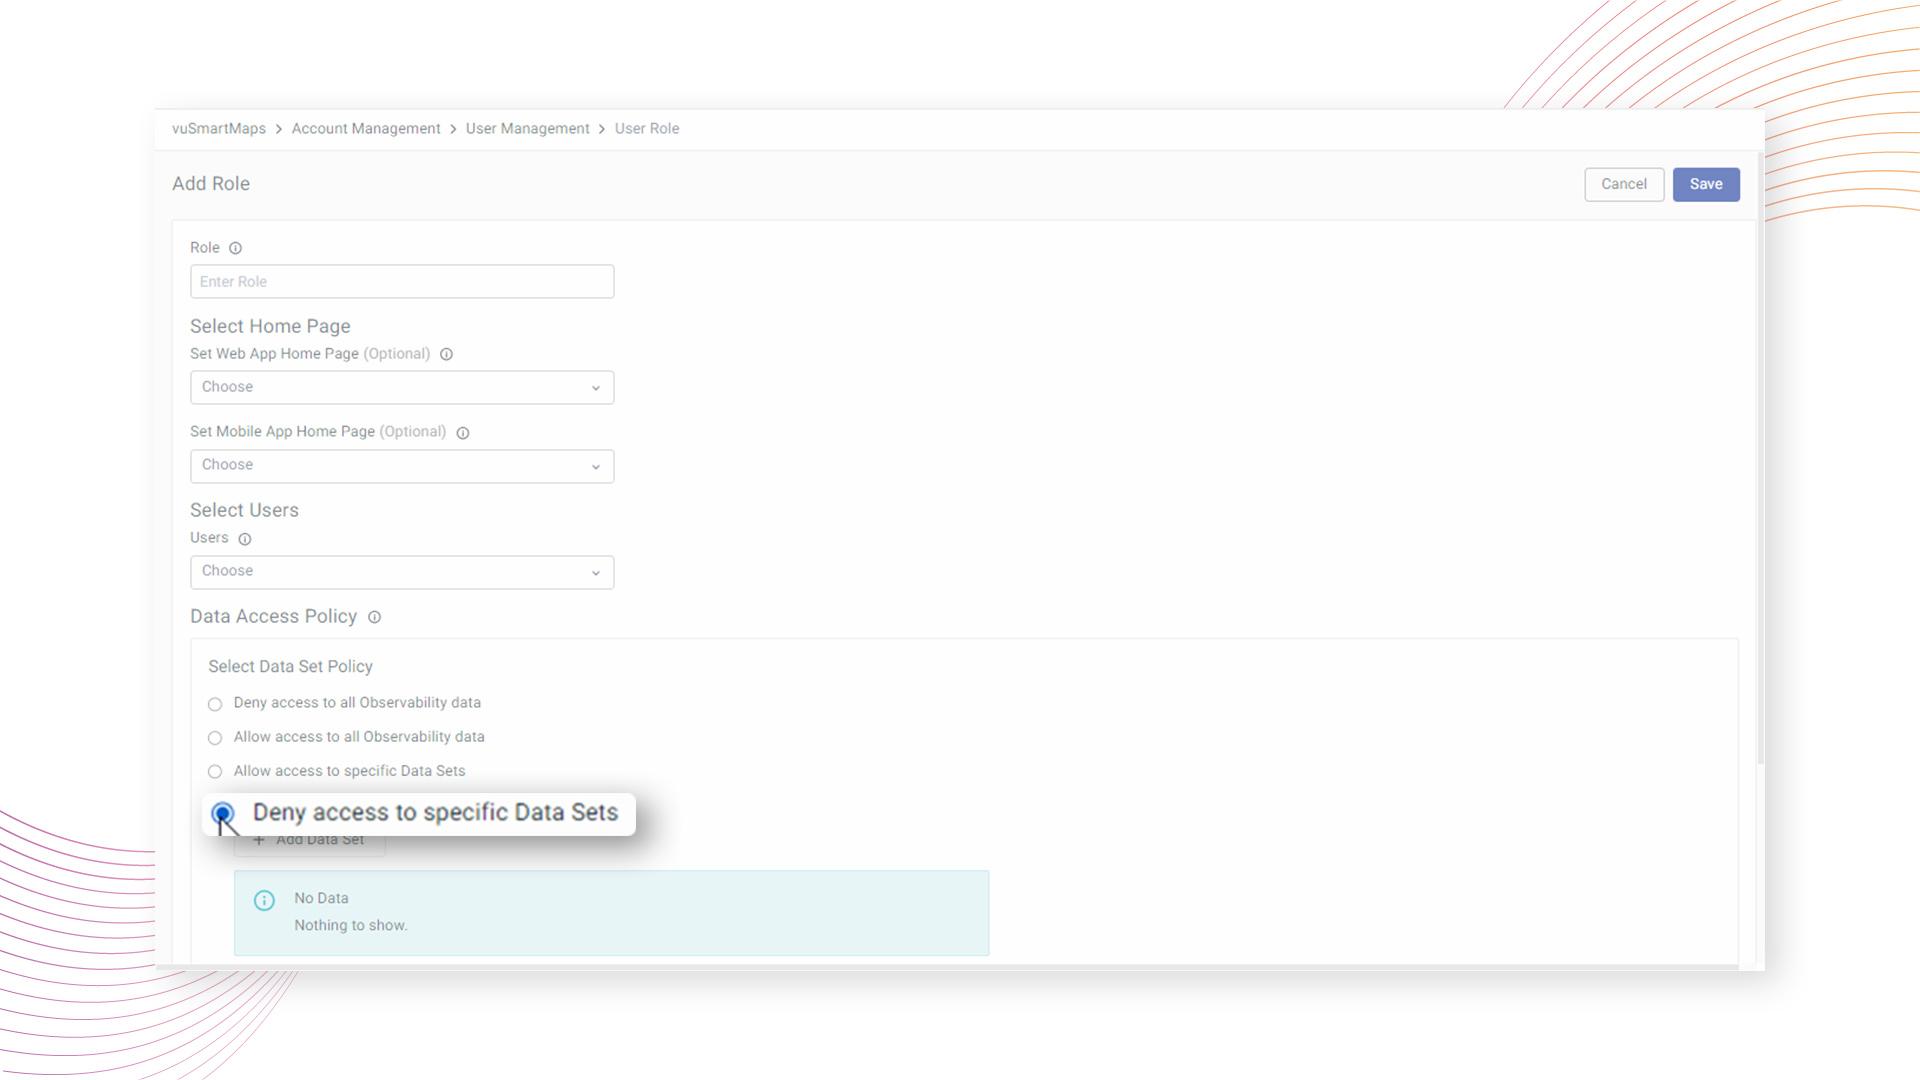 vuSmartMaps > Account Management > User Management > User Role
Add Role
Cancel
Save
Role
Enter Role
Select Home Page
Set Web App Home Page (Optional)
Choose
Set Mobile App Home Page (Optional)
Choose
Select Users
Users
Choose
Data Access Policy
Select Data Set Policy
Deny access to all Observability data
Allow access to all Observability data
Allow access to specific Data Sets
Deny access to specific Data Sets
+ Add Data Set
No Data
Nothing to show.